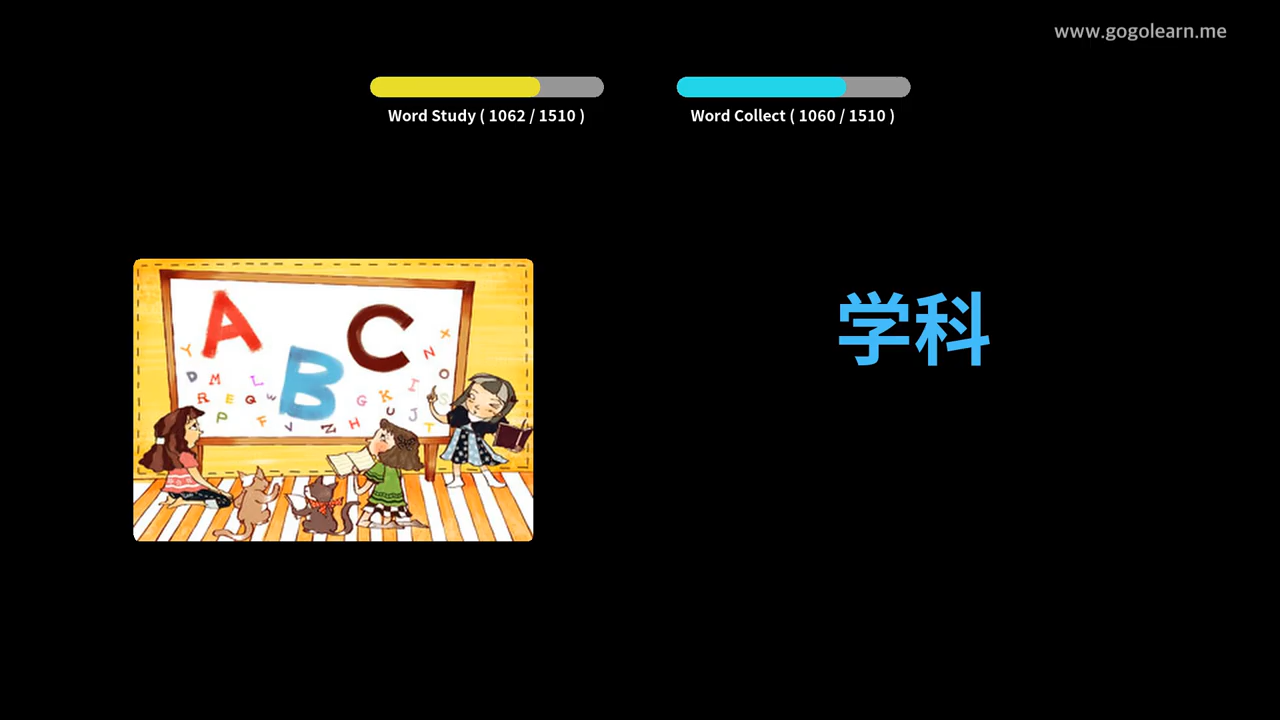 www.gogolearn.me
Word Study ( 1062 / 1510 )
Word Collect ( 1060 / 1510 )
学科
A
B
C
Y
X
N
D
M
L
O
R
E
Q
W
G
K
I
S
P
F
V
Z
H
U
J
T